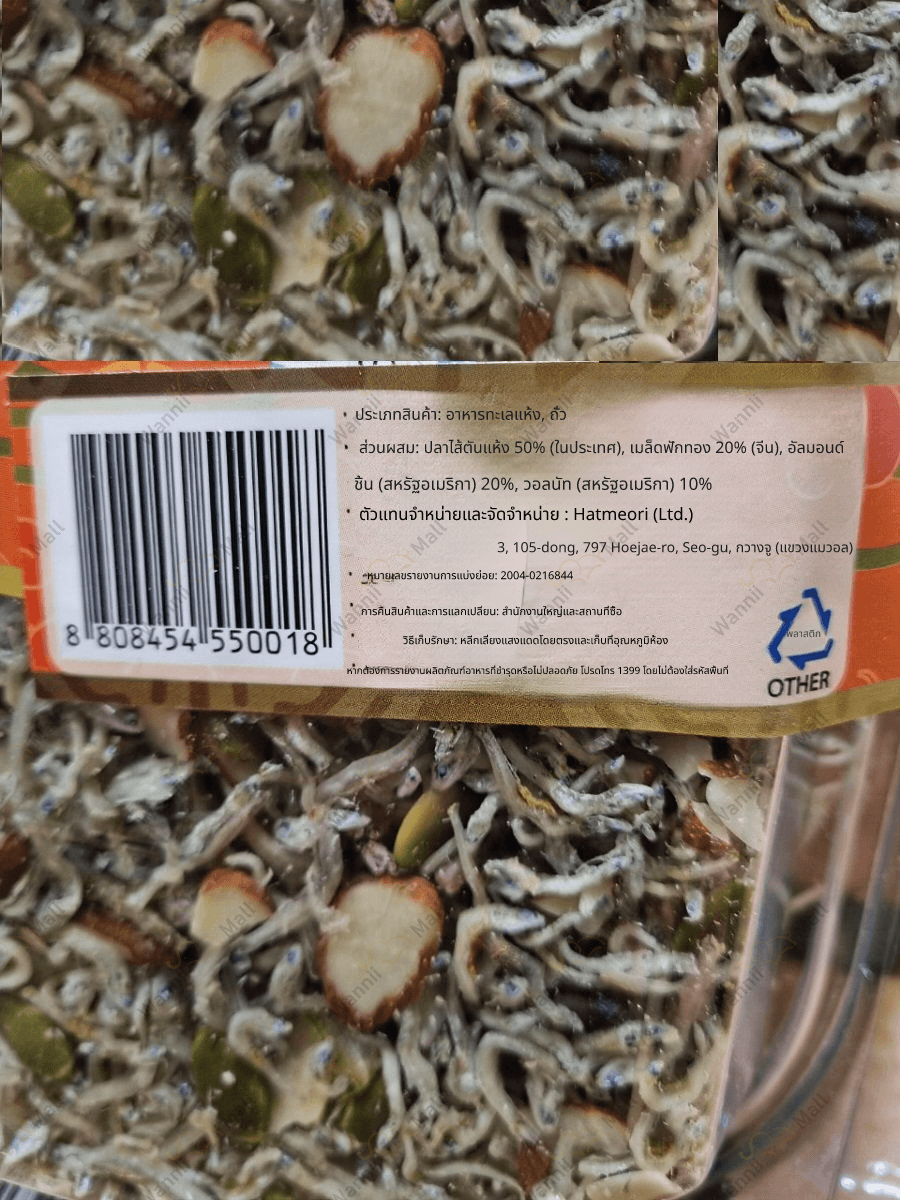 • ประเภทสินค้า: อาหารทะเลแห้ง, ถั่ว
• ส่วนผสม: ปลาไส้ตันแห้ง 50% (ในประเทศ), เมล็ดฟักทอง 20% (จีน), อัลมอนด์
ชิ้น (สหรัฐอเมริกา) 20%, วอลนัท (สหรัฐอเมริกา) 10%
• ตัวแทนจำหน่ายและจัดจำหน่าย : Hatmeori (Ltd.)
3, 105-dong, 797 Hoejae-ro, Seo-gu, กวางจู (แขวงแมวอล)
• หมายเลขรายงานการแบ่งย่อย: 2004-0216844
• การคืนสินค้าและการแลกเปลี่ยน: สำนักงานใหญ่และสถานที่ซื้อ
• วิธีเก็บรักษา: หลีกเลี่ยงแสงแดดโดยตรงและเก็บที่อุณหภูมิห้อง
• หากต้องการรายงานผลิตภัณฑ์อาหารที่ชำรุดหรือไม่ปลอดภัย โปรดโทร 1399 โดยไม่ต้องใส่รหัสพื้นที่
8 808454 550018
พลาสติก
OTHER
Wannii Mall